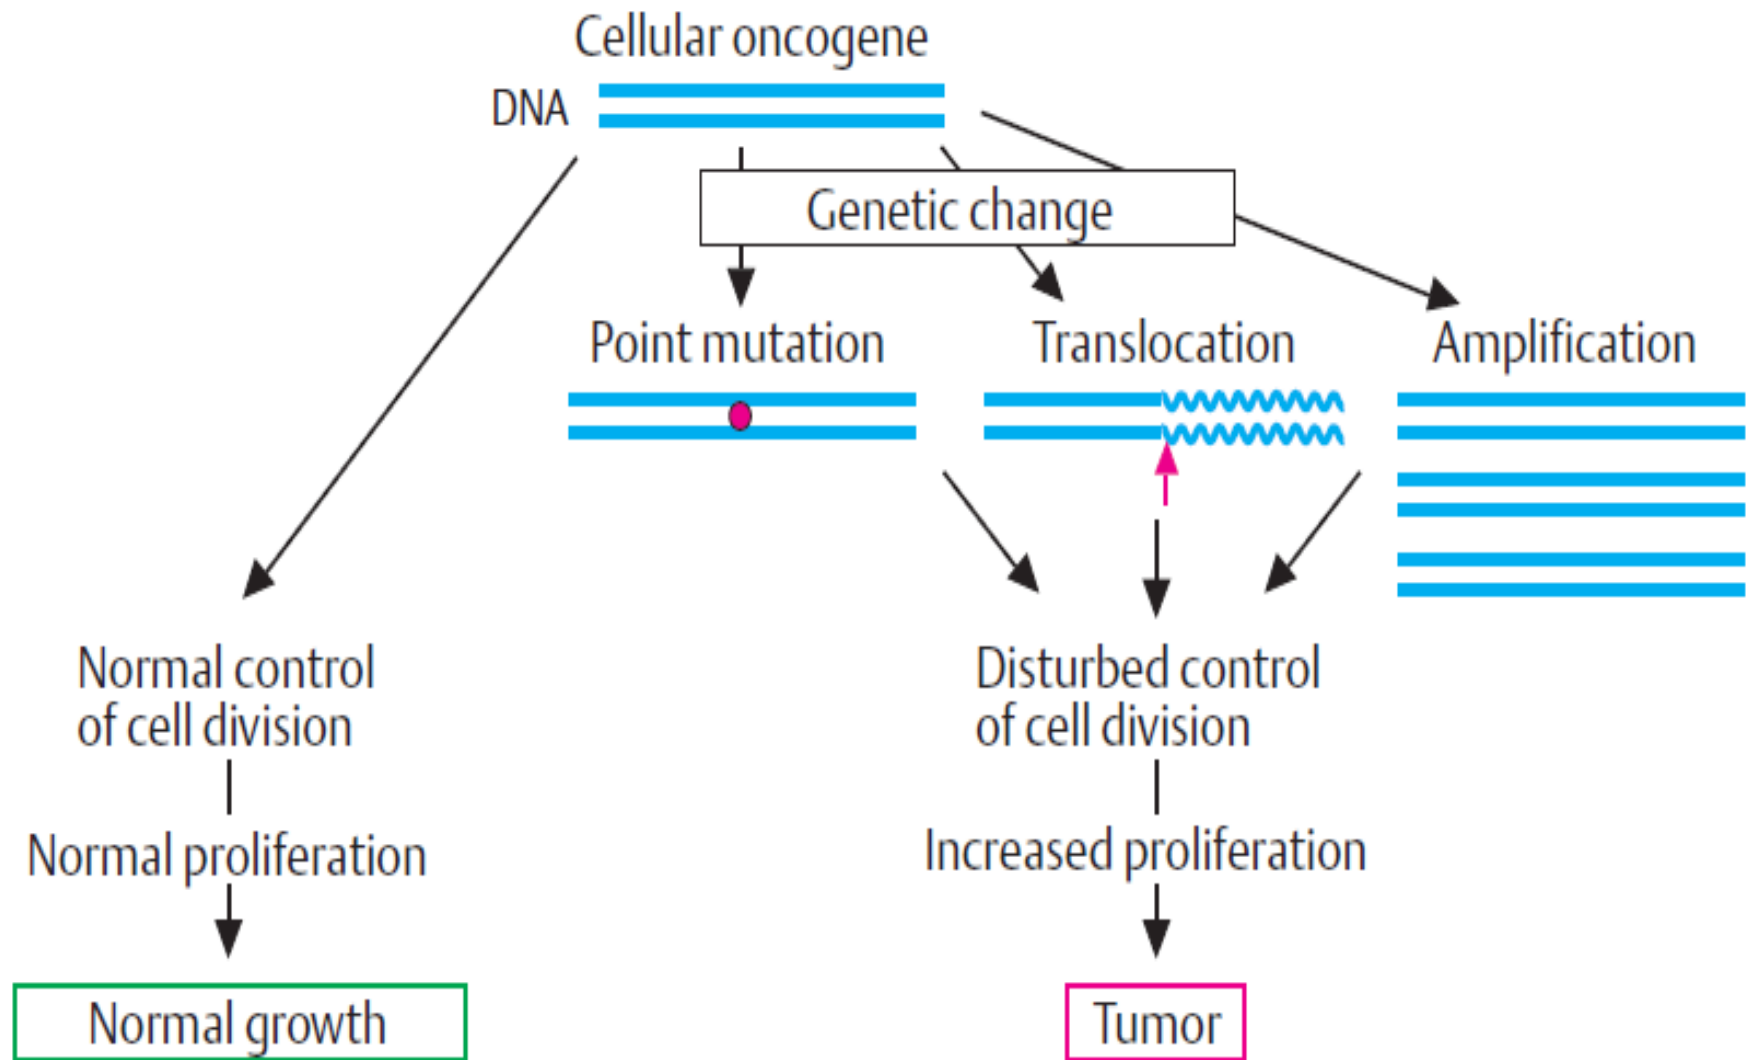 Cellular oncogene
DNA
Genetic change
Point mutation
Translocation
Amplification
Normal control
of cell division
Disturbed control
of cell division
Normal proliferation
Increased proliferation
Normal growth
Tumor